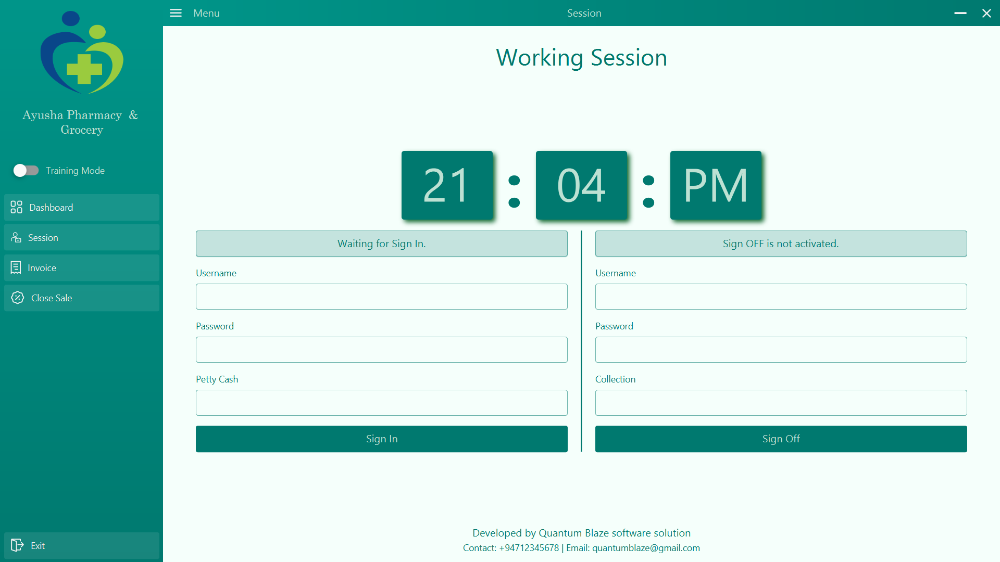 Menu
Session
Ayusha Pharmacy & 
Grocery
Training Mode
Dashboard
Session
Invoice
Close Sale
Exit
Working Session
21 : 04 : PM
Waiting for Sign In.
Username
Password
Petty Cash
Sign In
Sign OFF is not activated.
Username
Password
Collection
Sign Off
Developed by Quantum Blaze software solution
Contact: +94712345678 | Email: quantumblaze@gmail.com